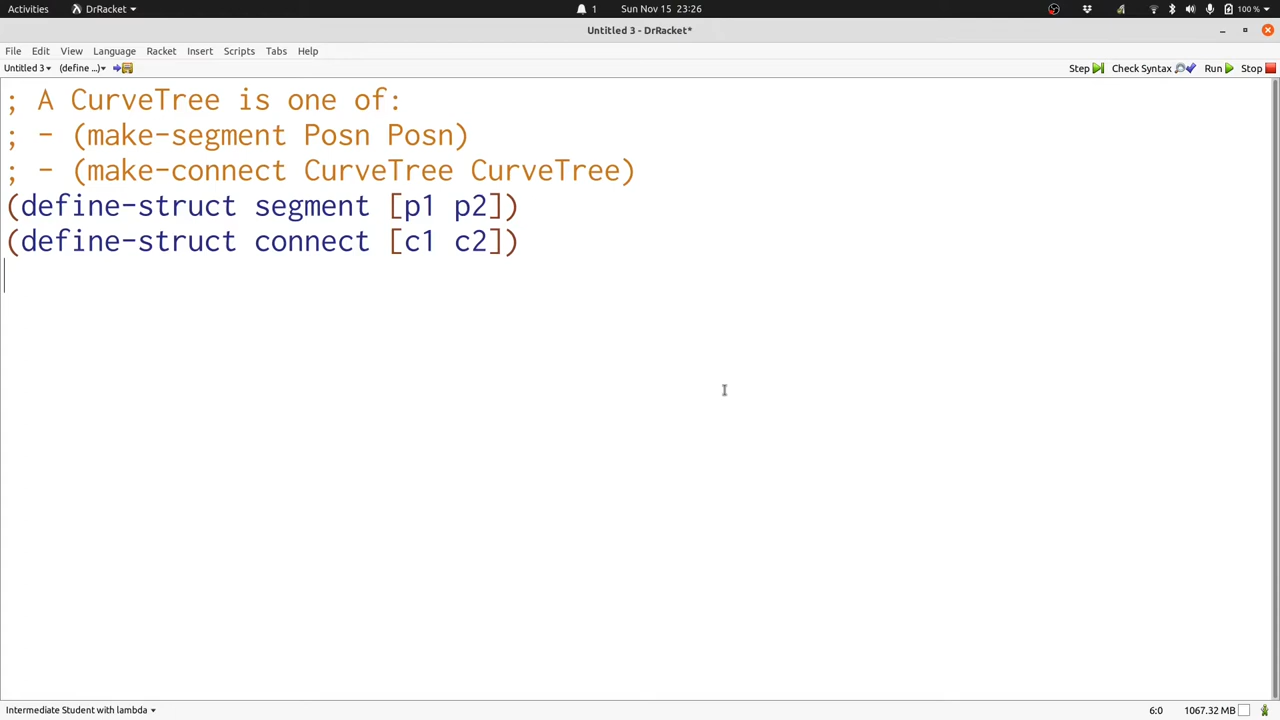 Activities DrRacket 1 Sun Nov 15 23:26 100 %
Untitled 3 - DrRacket*
File Edit View Language Racket Insert Scripts Tabs Help
Untitled 3 (define ...) Step Check Syntax Run Stop
; A CurveTree is one of:
; - (make-segment Posn Posn)
; - (make-connect CurveTree CurveTree)
(define-struct segment [p1 p2])
(define-struct connect [c1 c2])
Intermediate Student with lambda 6:0 1067.32 MB